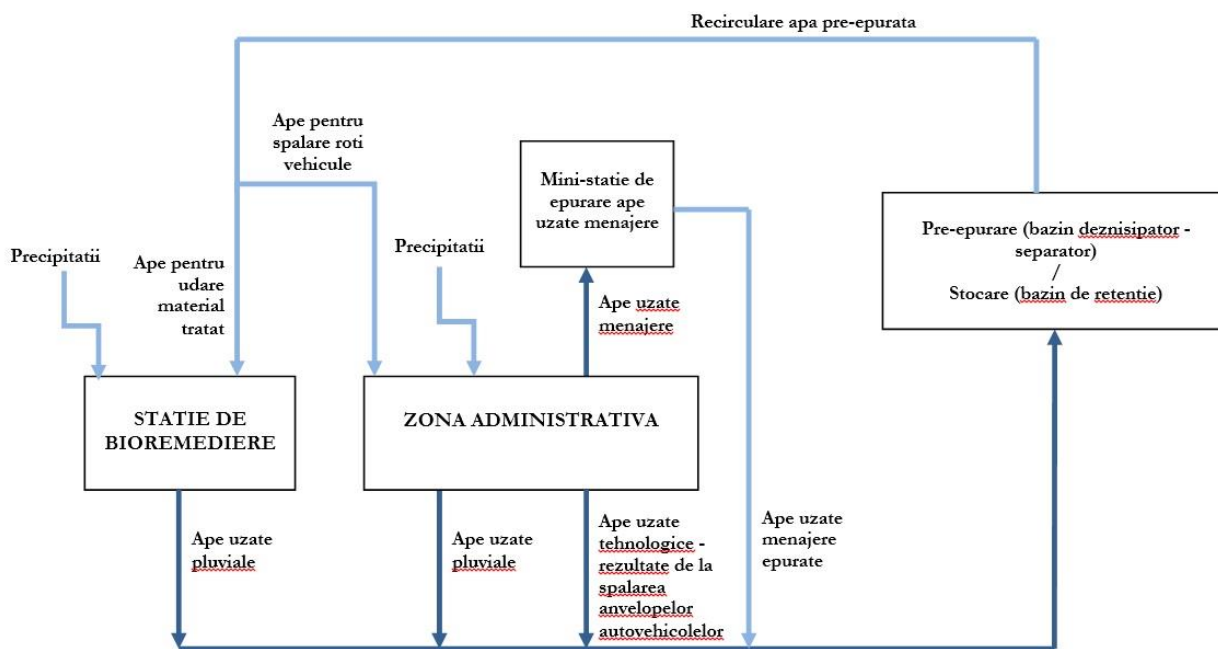 Recirculare apa pre-epurata
Ape pentru
spalare roti
vehicule
Mini-statie de
epurare ape
uzate menajere
Pre-epurare (bazin deznisipator -
separator)
/
Stocare (bazin de retentie)
Precipitatii
Ape pentru
udare
material
tratat
Precipitatii
Ape uzate
menajere
STATIE DE
BIOREMEDIERE
ZONA ADMINISTRATIVA
Ape uzate
pluviale
Ape uzate
pluviale
Ape uzate
tehnologice -
rezultate de la
spalarea
anvelopelor
autovehicolelor
Ape uzate
menajere
epurate